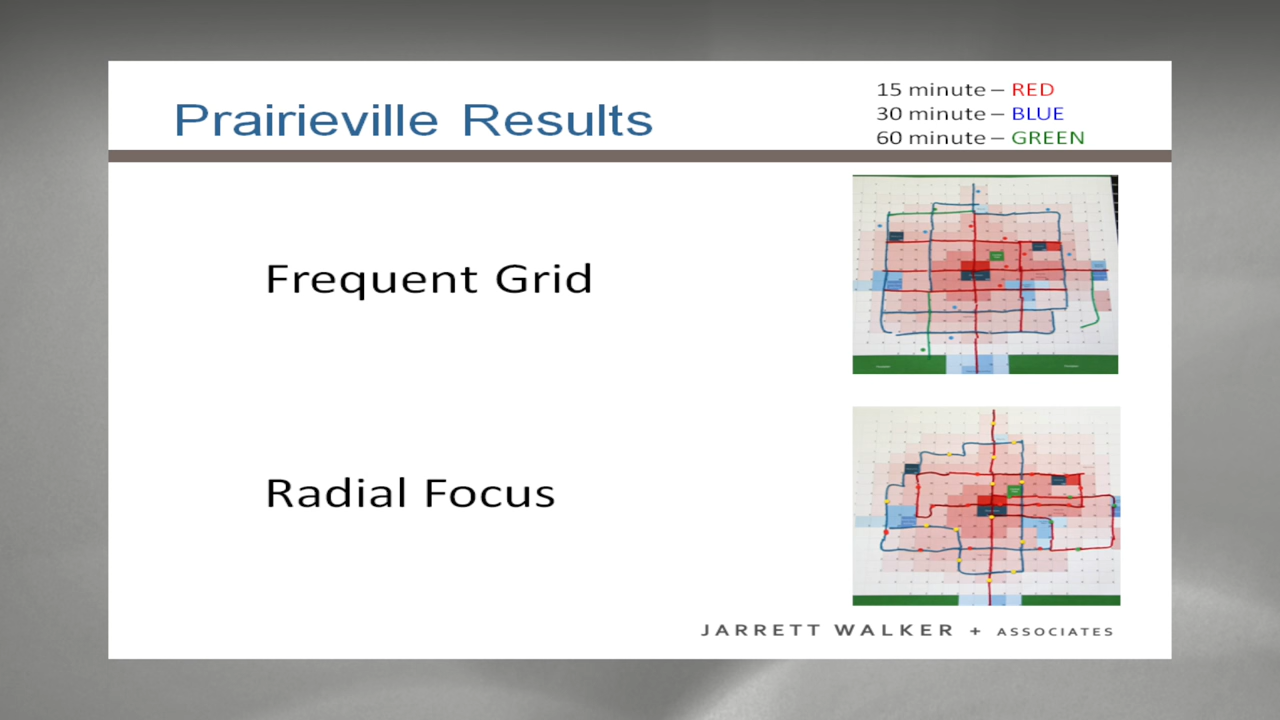 Prairieville Results
15 minute – RED
30 minute – BLUE
60 minute – GREEN
Frequent Grid
Radial Focus
JARRETT WALKER + ASSOCIATES